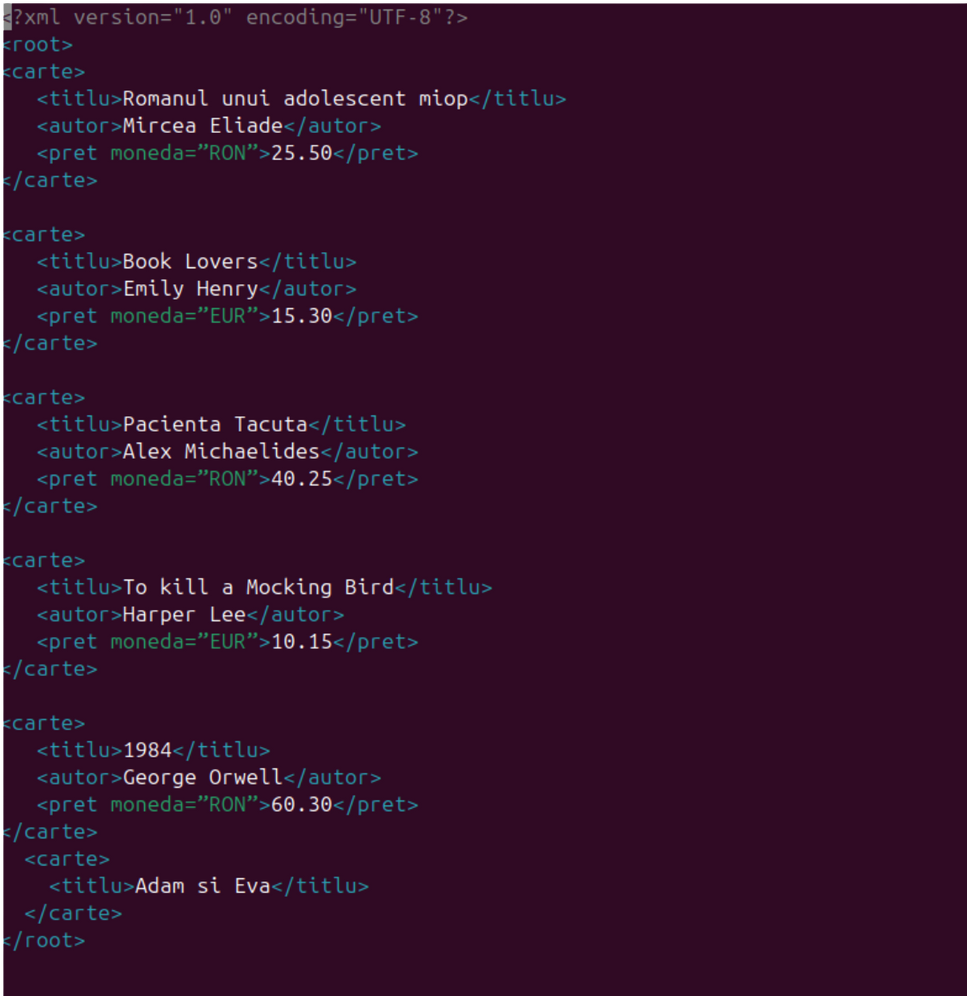 <?xml version="1.0" encoding="UTF-8"?>
<root>
<carte>
   <titlu>Romanul unui adolescent miop</titlu>
   <autor>Mircea Eliade</autor>
   <pret moneda=”RON”>25.50</pret>
</carte>

<carte>
   <titlu>Book Lovers</titlu>
   <autor>Emily Henry</autor>
   <pret moneda=”EUR”>15.30</pret>
</carte>

<carte>
   <titlu>Pacienta Tacuta</titlu>
   <autor>Alex Michaelides</autor>
   <pret moneda=”RON”>40.25</pret>
</carte>

<carte>
   <titlu>To kill a Mocking Bird</titlu>
   <autor>Harper Lee</autor>
   <pret moneda=”EUR”>10.15</pret>
</carte>

<carte>
   <titlu>1984</titlu>
   <autor>George Orwell</autor>
   <pret moneda=”RON”>60.30</pret>
</carte>
  <carte>
    <titlu>Adam si Eva</titlu>
  </carte>
</root>